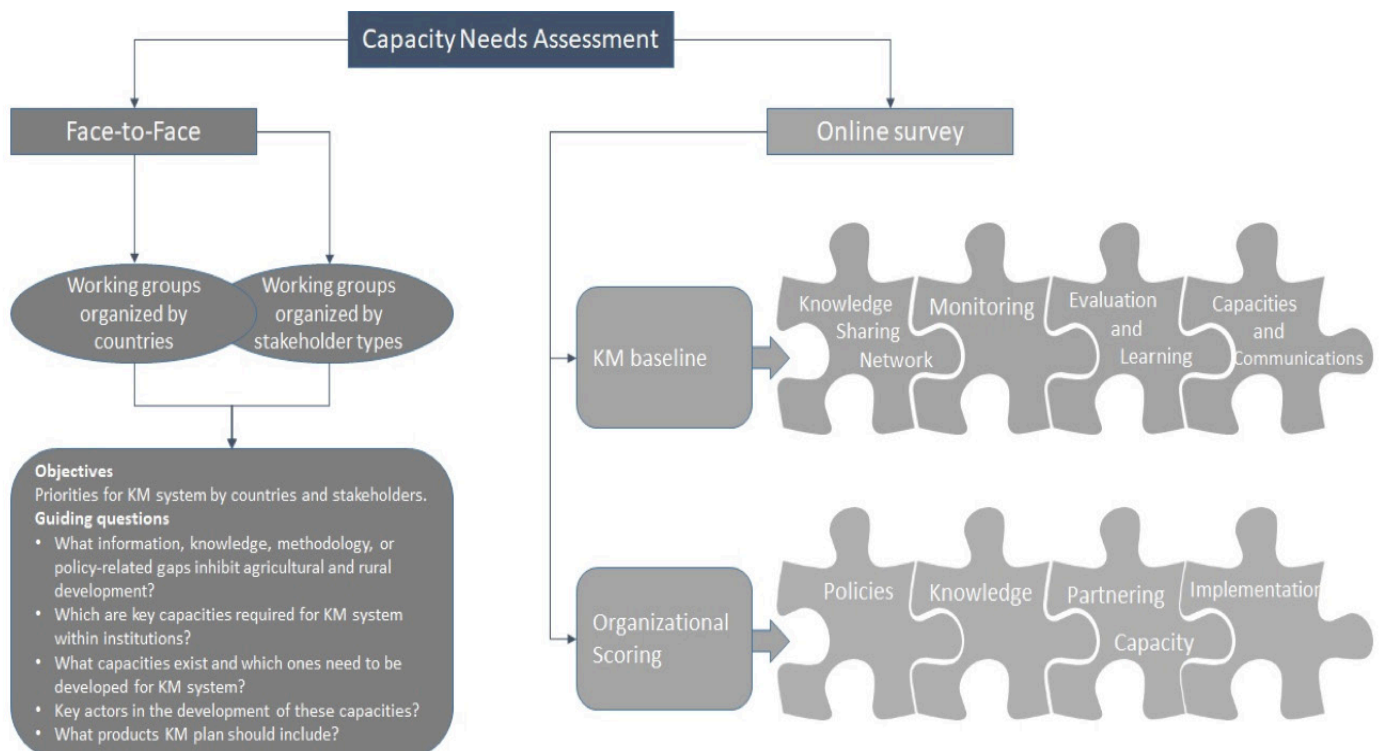 Capacity Needs Assessment
Face-to-Face
Online survey
Working groups
organized by
countries
Working groups
organized by
stakeholder types
Objectives
Priorities for KM system by countries and stakeholders.
Guiding questions
• What information, knowledge, methodology, or
policy-related gaps inhibit agricultural and rural
development?
• Which are key capacities required for KM system
within institutions?
• What capacities exist and which ones need to be
developed for KM system?
• Key actors in the development of these capacities?
• What products KM plan should include?
KM baseline
Knowledge
Sharing
Network
Monitoring
Evaluation
and
Learning
Capacities
and
Communications
Organizational
Scoring
Policies
Knowledge
Partnering
Capacity
Implementation